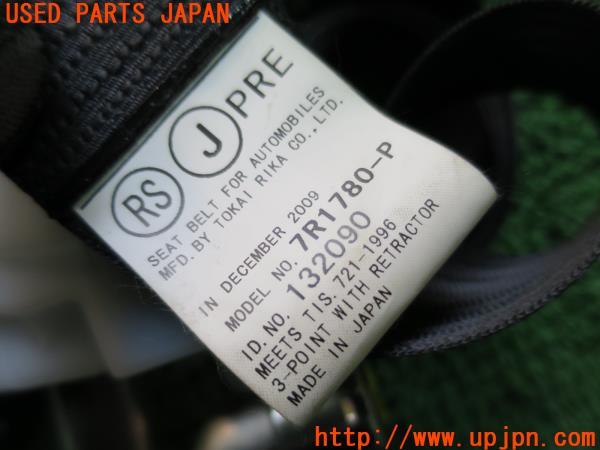 USED PARTS JAPAN
RS J PRE
SEAT BELT FOR AUTOMOBILES
MFD. BY TOKAI RIKA CO., LTD.
IN DECEMBER 2009
MODEL NO. 7R1780-P
ID. NO. 132090
MEETS TIS. 721-1996
3-POINT WITH RETRACTOR
MADE IN JAPAN
http://www.upjpn.com